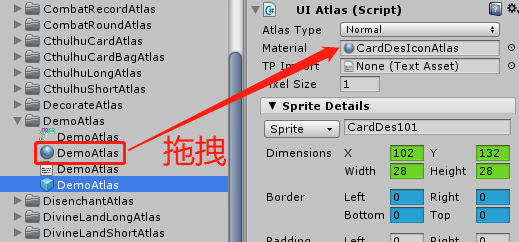 CombatRecordAtlas
CombatRoundAtlas
CthulhuCardAtlas
CthulhuCardBagAtlas
CthulhuLongAtlas
CthulhuShortAtlas
DecorateAtlas
DemoAtlas
DemoAtlas
DemoAtlas
DemoAtlas
DemoAtlas
DisenchantAtlas
DivineLandLongAtlas
DivineLandShortAtlas
拖拽
UI Atlas (Script)
Atlas Type Normal
Material CardDesIconAtlas
TP Import None (Text Asset)
Pixel Size 1
Sprite Details
Sprite CardDes101
Dimensions X 102 Y 132
Width 28 Height 28
Border Left 0 Right 0
Bottom 0 Top 0
Padding Left 0 Right 0